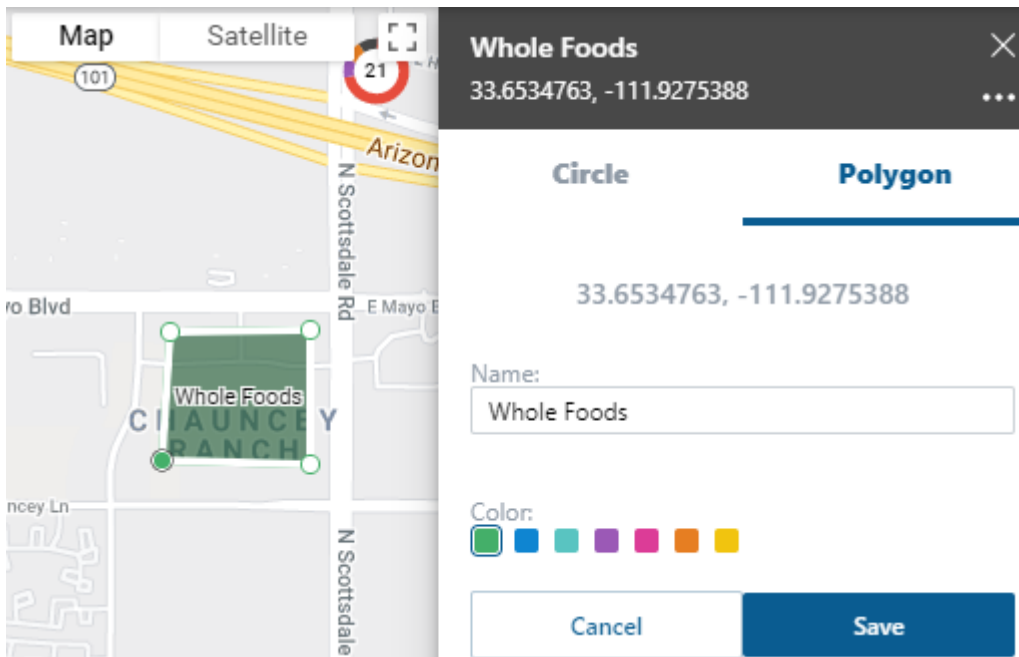 Map
Satellite
101
21
Arizon
N Scottsdale Rd
yo Blvd
E Mayo B
Whole Foods
CHAUNCEY
RANCH
ncey Ln
N Scottsdale
Whole Foods
33.6534763, -111.9275388
Circle
Polygon
33.6534763, -111.9275388
Name:
Whole Foods
Color:
Cancel
Save